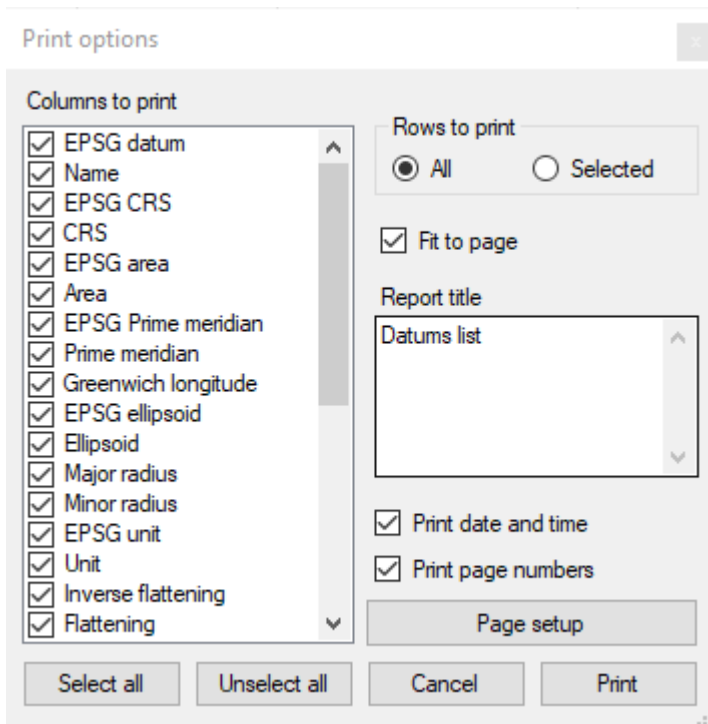 Print options
Columns to print
EPSG datum
Name
EPSG CRS
CRS
EPSG area
Area
EPSG Prime meridian
Prime meridian
Greenwich longitude
EPSG ellipsoid
Ellipsoid
Major radius
Minor radius
EPSG unit
Unit
Inverse flattening
Flattening
Rows to print
All Selected
Fit to page
Report title
Datums list
Print date and time
Print page numbers
Page setup
Select all Unselect all Cancel Print